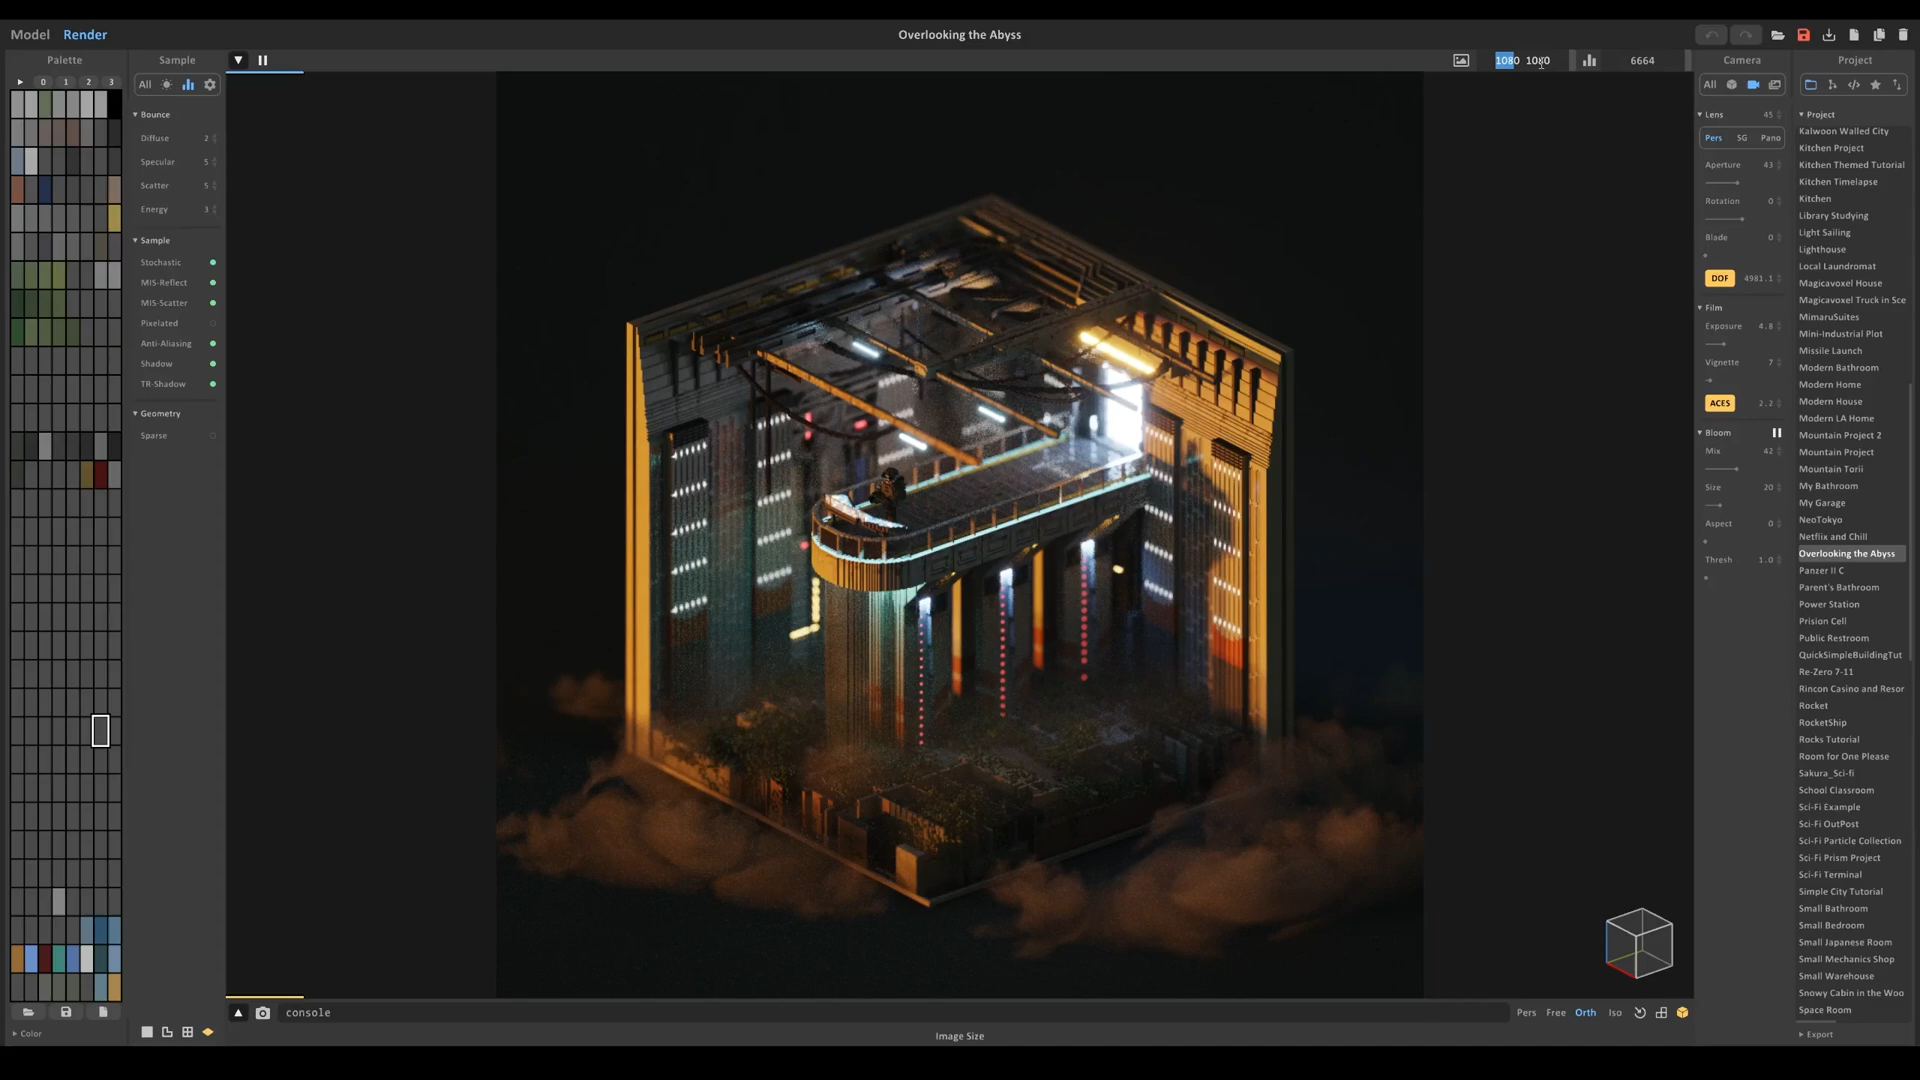 Model Render
Overlooking the Abyss
Palette
Sample
1080 1080
6664
Camera
Project
0 1 2 3
All
All
Bounce
Diffuse 2
Specular 5
Scatter 5
Energy 3
Sample
Stochastic
MIS-Reflect
MIS-Scatter
Pixelated
Anti-Aliasing
Shadow
TR-Shadow
Geometry
Sparse
Lens 45
Pers SG Pano
Aperture 43
Rotation 0
Blade 0
DOF 4981.1
Film
Exposure 4.8
Vignette 7
ACES 2.2
Bloom
Mix 42
Size 20
Aspect 0
Thresh 1.0
Project
Kalwoon Walled City
Kitchen Project
Kitchen Themed Tutorial
Kitchen Timelapse
Kitchen
Library Studying
Light Sailing
Lighthouse
Local Laundromat
Magicavoxel House
Magicavoxel Truck in Sce
MimaruSuites
Mini-Industrial Plot
Missile Launch
Modern Bathroom
Modern Home
Modern House
Modern LA Home
Mountain Project 2
Mountain Project
Mountain Torii
My Bathroom
My Garage
NeoTokyo
Netflix and Chill
Overlooking the Abyss
Panzer II C
Parent's Bathroom
Power Station
Prision Cell
Public Restroom
QuickSimpleBuildingTut
Re-Zero 7-11
Rincon Casino and Resor
Rocket
RocketShip
Rocks Tutorial
Room for One Please
Sakura_Sci-fi
School Classroom
Sci-Fi Example
Sci-Fi OutPost
Sci-Fi Particle Collection
Sci-Fi Prism Project
Sci-Fi Terminal
Simple City Tutorial
Small Bathroom
Small Bedroom
Small Japanese Room
Small Mechanics Shop
Small Warehouse
Snowy Cabin in the Woo
Space Room
Export
Color
console
Pers Free Orth Iso
Image Size